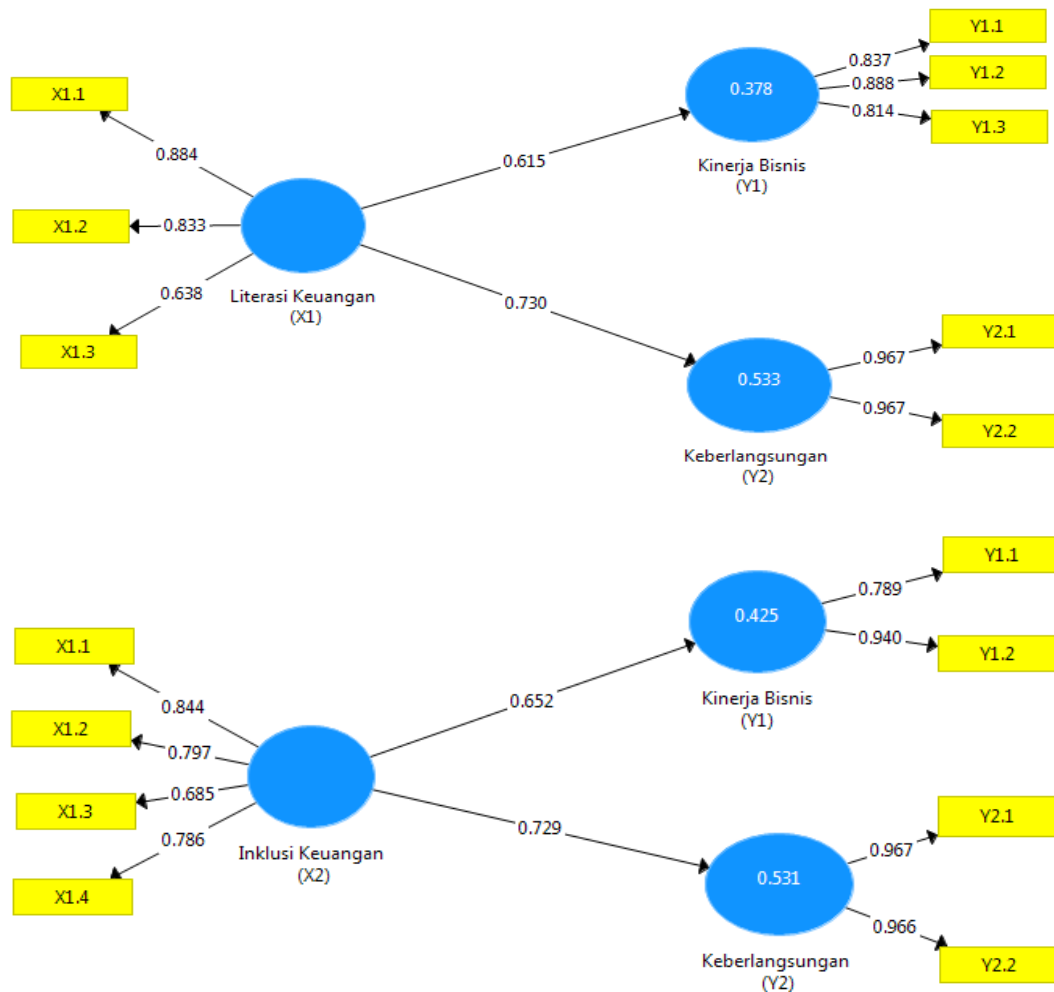 Y1.1
0.837
X1.1
0.378
0.888
Y1.2
0.814
Y1.3
0.884
0.615
Kinerja Bisnis
(Y1)
X1.2
0.833
0.638
Literasi Keuangan
(X1)
0.730
X1.3
Y2.1
0.967
0.533
0.967
Y2.2
Keberlangsungan
(Y2)
Y1.1
0.789
0.425
0.940
Y1.2
X1.1
0.844
0.652
Kinerja Bisnis
(Y1)
X1.2
0.797
0.685
X1.3
0.786
0.729
Y2.1
Inklusi Keuangan
(X2)
0.967
0.531
X1.4
0.966
Keberlangsungan
(Y2)
Y2.2